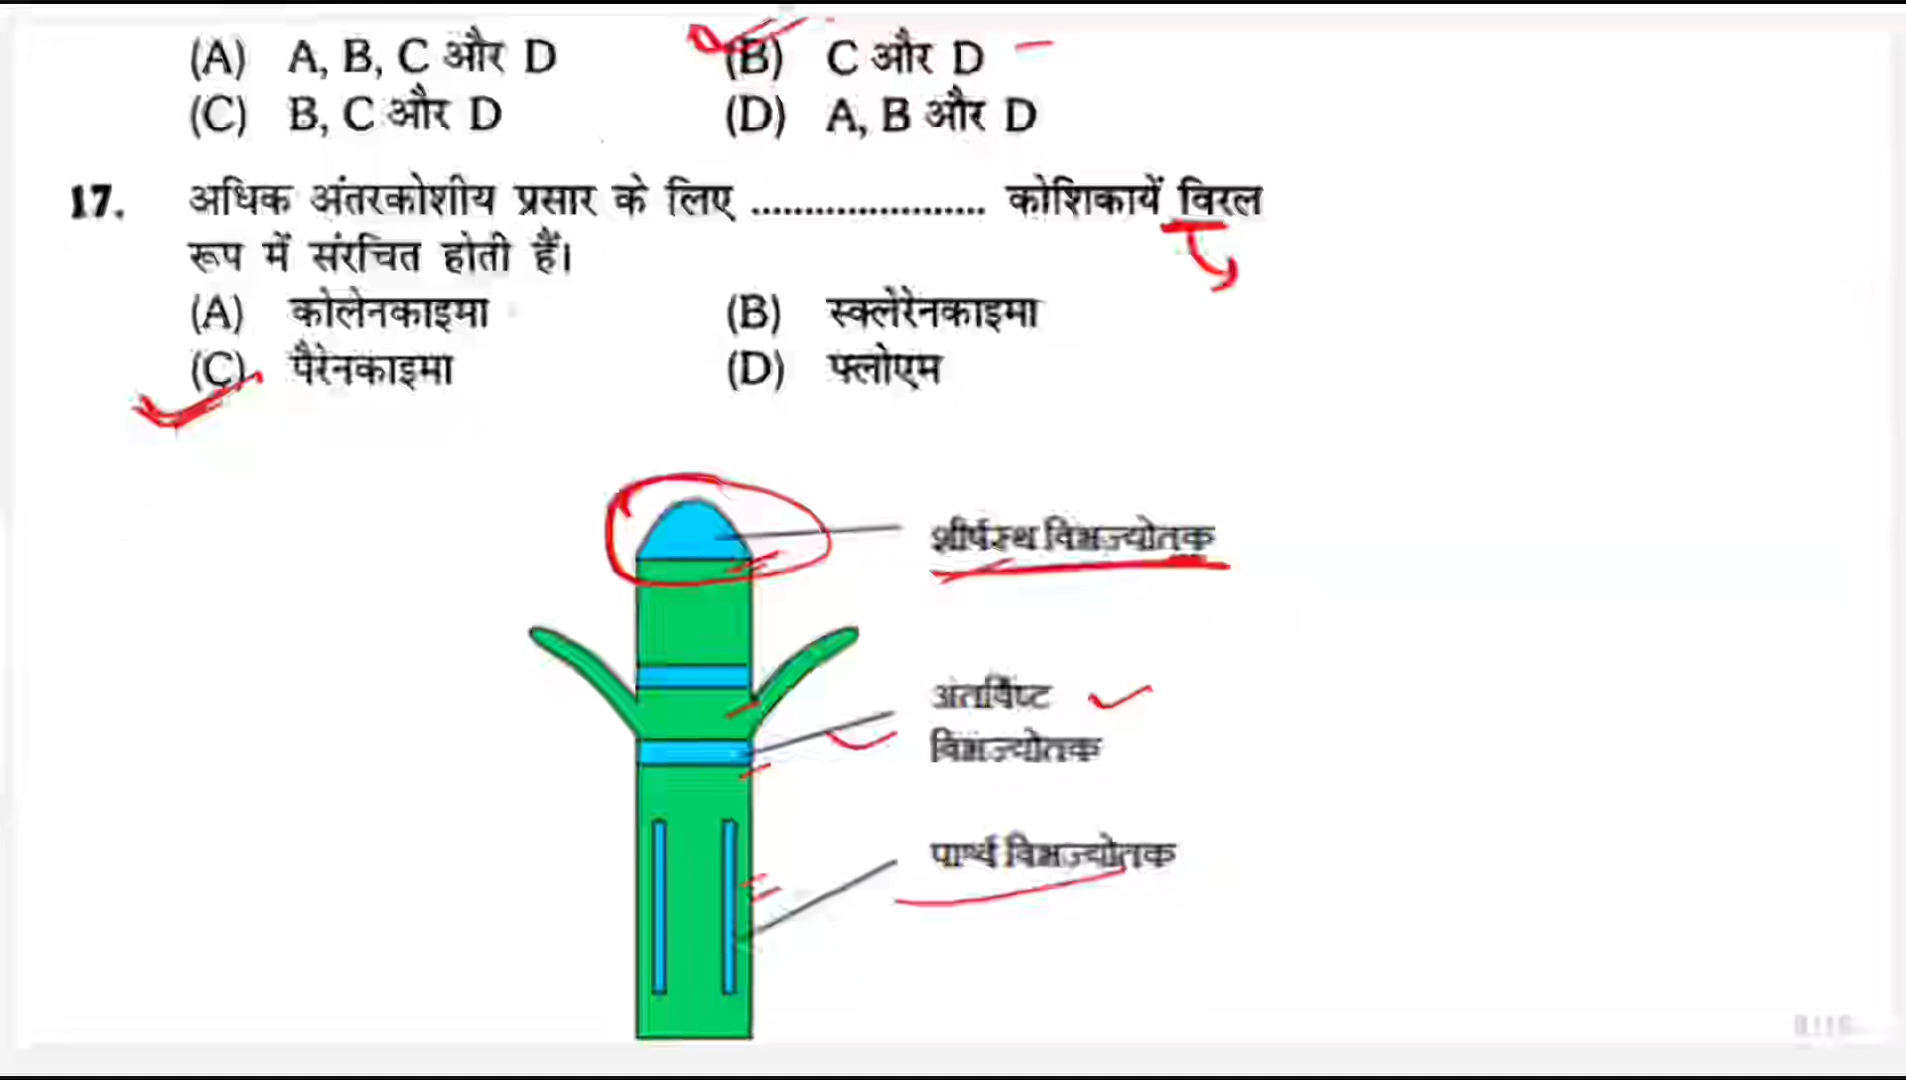 (A) A, B, C और D (B) C और D
(C) B, C और D (D) A, B और D
17. अधिक अंतरकोशीय प्रसार के लिए ...................... कोशिकायें विरल
रूप में संरचित होती हैं।
(A) कोलेनकाइमा (B) स्क्लेरेनकाइमा
(C) पैरेनकाइमा (D) फ्लोएम
शीर्षस्थ विभज्योतक
अंतर्विष्ट
विभज्योतक
पार्श्व विभज्योतक